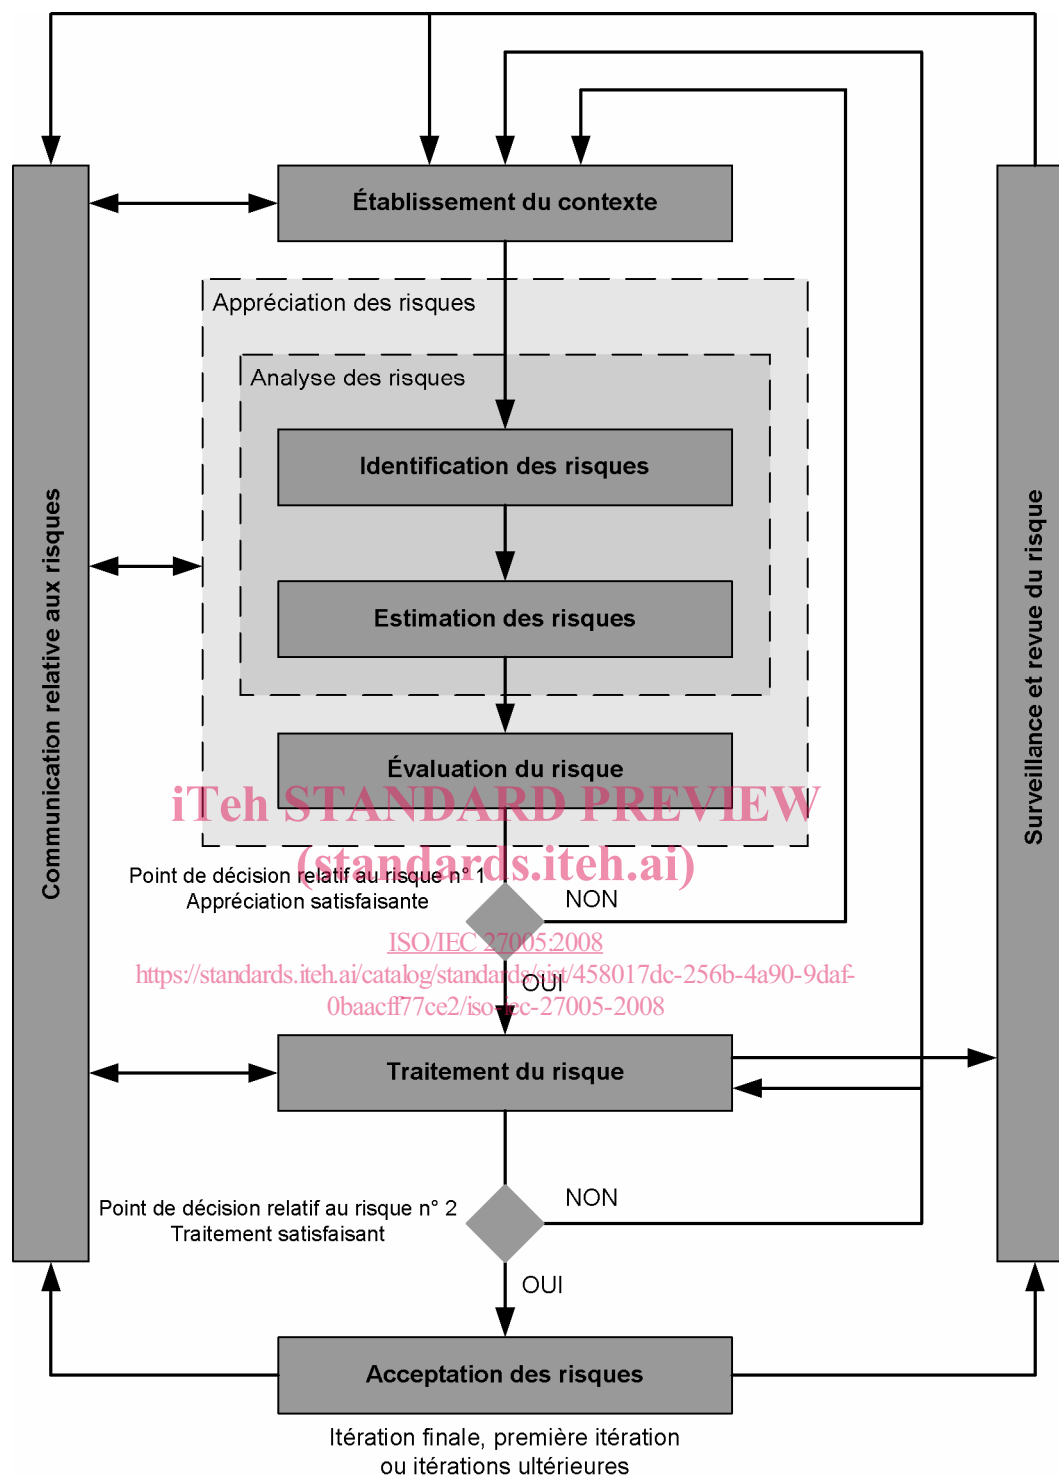 Établissement du contexte
Appréciation des risques
Analyse des risques
Identification des risques
Estimation des risques
Évaluation du risque
iTeh STANDARD PREVIEW
(standards.iteh.ai)
Point de décision relatif au risque n° 1
Appréciation satisfaisante
NON
ISO/IEC 27005:2008
https://standards.iteh.ai/catalog/standards/sist/458017dc-256b-4a90-9daf-
0baacff77ce2/iso-iec-27005-2008
OUI
Traitement du risque
Point de décision relatif au risque n° 2
Traitement satisfaisant
NON
OUI
Acceptation des risques
Itération finale, première itération
ou itérations ultérieures
Communication relative aux risques
Surveillance et revue du risque